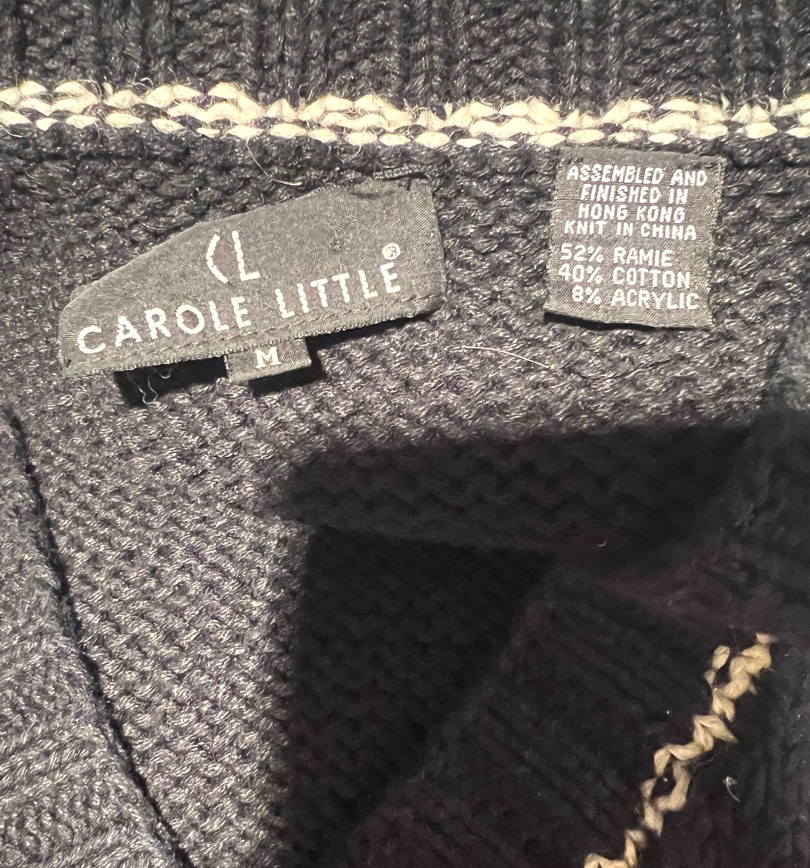 CL
CAROLE LITTLE®
M
ASSEMBLED AND
FINISHED IN
HONG KONG
KNIT IN CHINA
52% RAMIE
40% COTTON
8% ACRYLIC